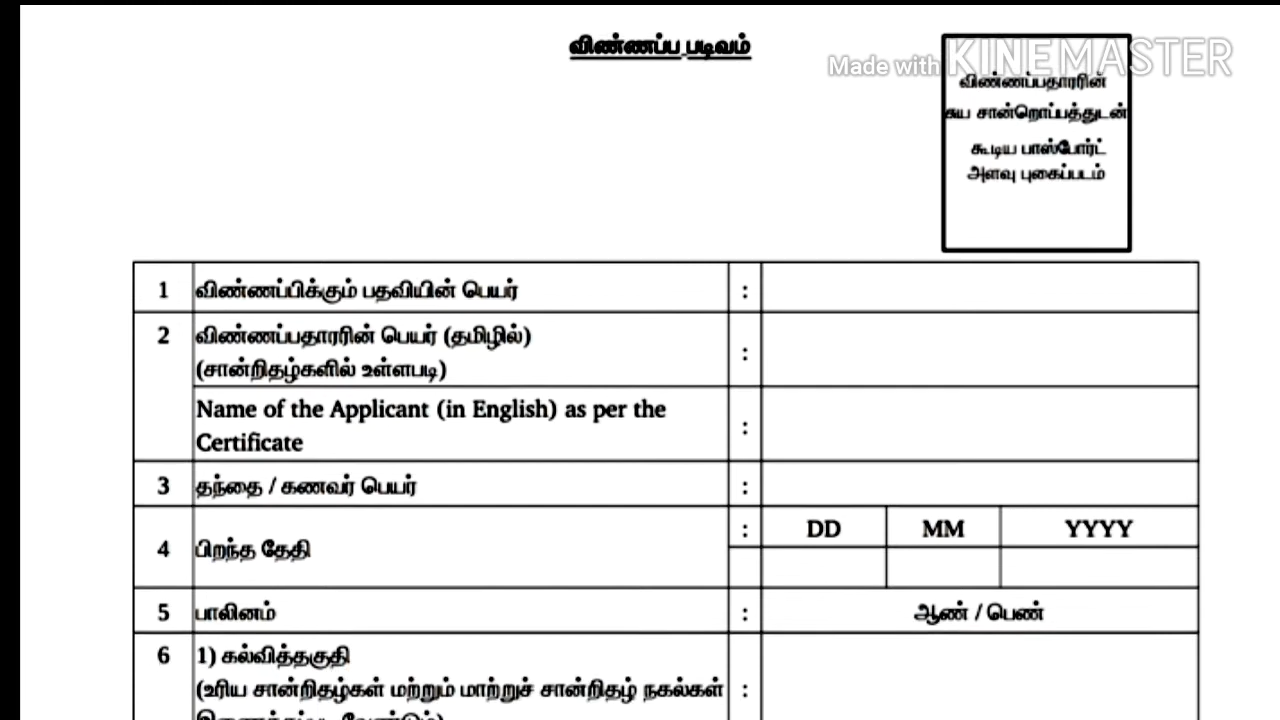 விண்ணப்ப படிவம்
Made with KINEMASTER
விண்ணப்பதாரரின்
சுய சான்றொப்பத்துடன்
கூடிய பாஸ்போர்ட்
அளவு புகைப்படம்
1 விண்ணப்பிக்கும் பதவியின் பெயர் :
2 விண்ணப்பதாரரின் பெயர் (தமிழில்)
(சான்றிதழ்களில் உள்ளபடி) :
Name of the Applicant (in English) as per the
Certificate :
3 தந்தை / கணவர் பெயர் :
4 பிறந்த தேதி : DD MM YYYY
5 பாலினம் : ஆண் / பெண்
6 1) கல்வித்தகுதி
(உரிய சான்றிதழ்கள் மற்றும் மாற்றுச் சான்றிதழ் நகல்கள் :